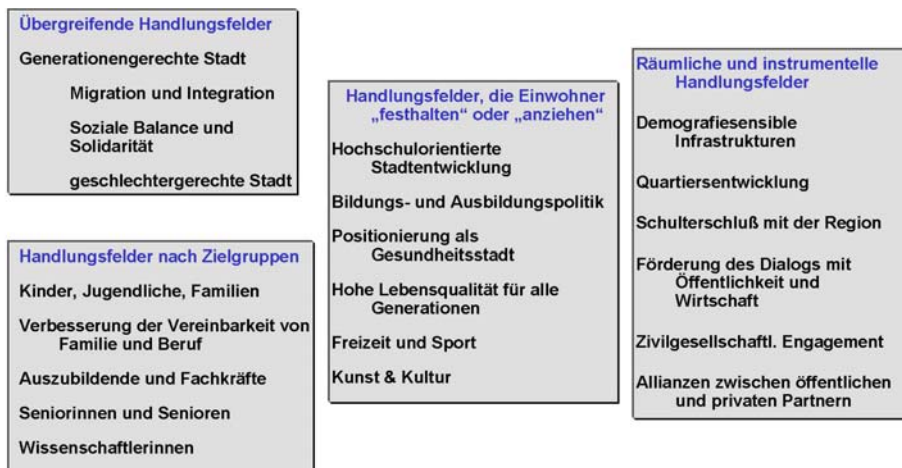 Übergreifende Handlungsfelder
Generationengerechte Stadt
Migration und Integration
Soziale Balance und
Solidarität
geschlechtergerechte Stadt
Handlungsfelder nach Zielgruppen
Kinder, Jugendliche, Familien
Verbesserung der Vereinbarkeit von
Familie und Beruf
Auszubildende und Fachkräfte
Seniorinnen und Senioren
Wissenschaftlerinnen
Handlungsfelder, die Einwohner
„festhalten“ oder „anziehen“
Hochschulorientierte
Stadtentwicklung
Bildungs- und Ausbildungspolitik
Positionierung als
Gesundheitsstadt
Hohe Lebensqualität für alle
Generationen
Freizeit und Sport
Kunst & Kultur
Räumliche und instrumentelle
Handlungsfelder
Demografiesensible
Infrastrukturen
Quartiersentwicklung
Schulterschluß mit der Region
Förderung des Dialogs mit
Öffentlichkeit und
Wirtschaft
Zivilgesellschaftl. Engagement
Allianzen zwischen öffentlichen
und privaten Partnern